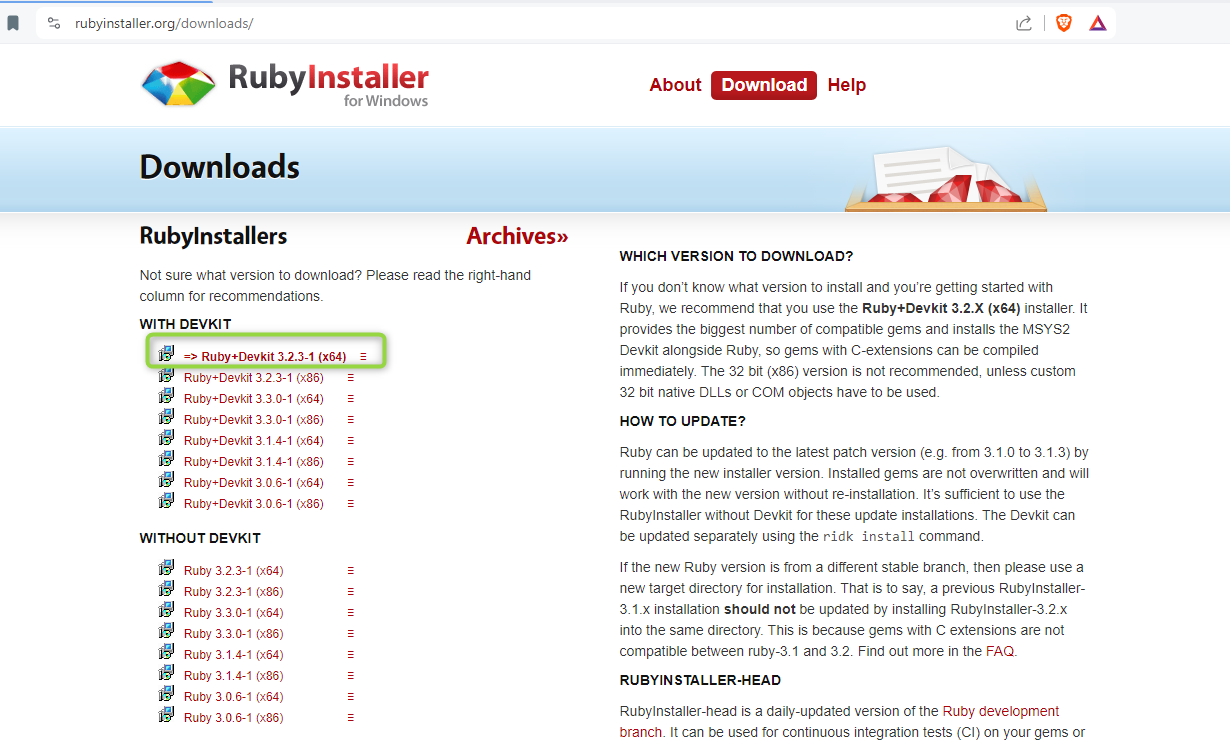 rubyinstaller.org/downloads/
RubyInstaller
for Windows
About Download Help
Downloads
RubyInstallers Archives»
Not sure what version to download? Please read the right-hand
column for recommendations.
WITH DEVKIT
=> Ruby+Devkit 3.2.3-1 (x64)
Ruby+Devkit 3.2.3-1 (x86)
Ruby+Devkit 3.3.0-1 (x64)
Ruby+Devkit 3.3.0-1 (x86)
Ruby+Devkit 3.1.4-1 (x64)
Ruby+Devkit 3.1.4-1 (x86)
Ruby+Devkit 3.0.6-1 (x64)
Ruby+Devkit 3.0.6-1 (x86)
WITHOUT DEVKIT
Ruby 3.2.3-1 (x64)
Ruby 3.2.3-1 (x86)
Ruby 3.3.0-1 (x64)
Ruby 3.3.0-1 (x86)
Ruby 3.1.4-1 (x64)
Ruby 3.1.4-1 (x86)
Ruby 3.0.6-1 (x64)
Ruby 3.0.6-1 (x86)
WHICH VERSION TO DOWNLOAD?
If you don’t know what version to install and you’re getting started with
Ruby, we recommend that you use the Ruby+Devkit 3.2.X (x64) installer. It
provides the biggest number of compatible gems and installs the MSYS2
Devkit alongside Ruby, so gems with C-extensions can be compiled
immediately. The 32 bit (x86) version is not recommended, unless custom
32 bit native DLLs or COM objects have to be used.
HOW TO UPDATE?
Ruby can be updated to the latest patch version (e.g. from 3.1.0 to 3.1.3) by
running the new installer version. Installed gems are not overwritten and will
work with the new version without re-installation. It’s sufficient to use the
RubyInstaller without Devkit for these update installations. The Devkit can
be updated separately using the ridk install command.
If the new Ruby version is from a different stable branch, then please use a
new target directory for installation. That is to say, a previous RubyInstaller-
3.1.x installation should not be updated by installing RubyInstaller-3.2.x
into the same directory. This is because gems with C extensions are not
compatible between ruby-3.1 and 3.2. Find out more in the FAQ.
RUBYINSTALLER-HEAD
RubyInstaller-head is a daily-updated version of the Ruby development
branch. It can be used for continuous integration tests (CI) on your gems or